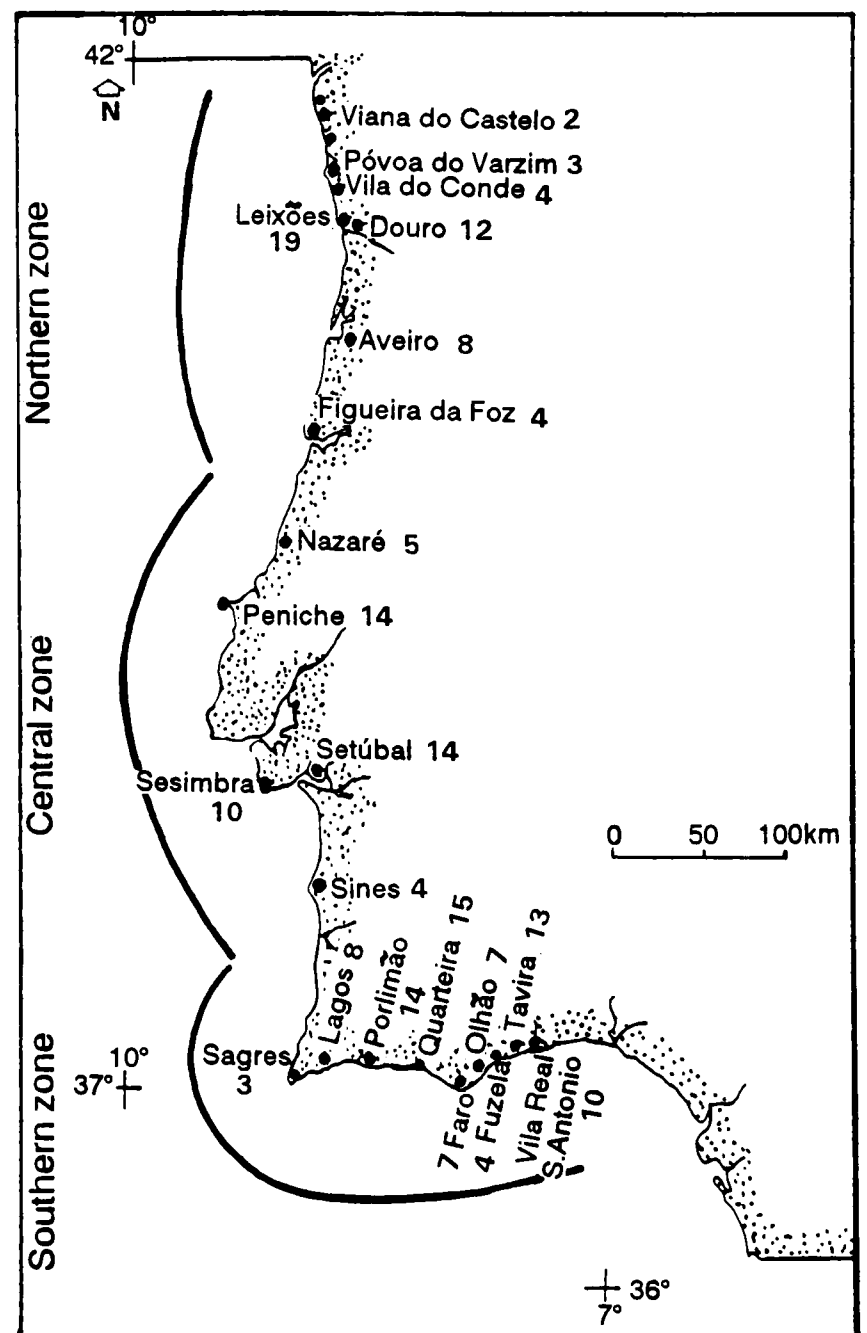 10°
42°
N
Viana do Castelo 2
Póvoa do Varzim 3
Vila do Conde 4
Leixões
19
Douro 12
Northern zone
Aveiro 8
Figueira da Foz 4
Nazaré 5
Peniche 14
Central zone
Setúbal 14
Sesimbra
10
0 50 100km
Sines 4
Lagos 8
Porlimão
14
Quarteira 15
Olhão 7
Tavira 13
Sagres
3
10°
37°
7 Faro
4 Fuzela
Vila Real
S. Antonio
10
Southern zone
36°
7°